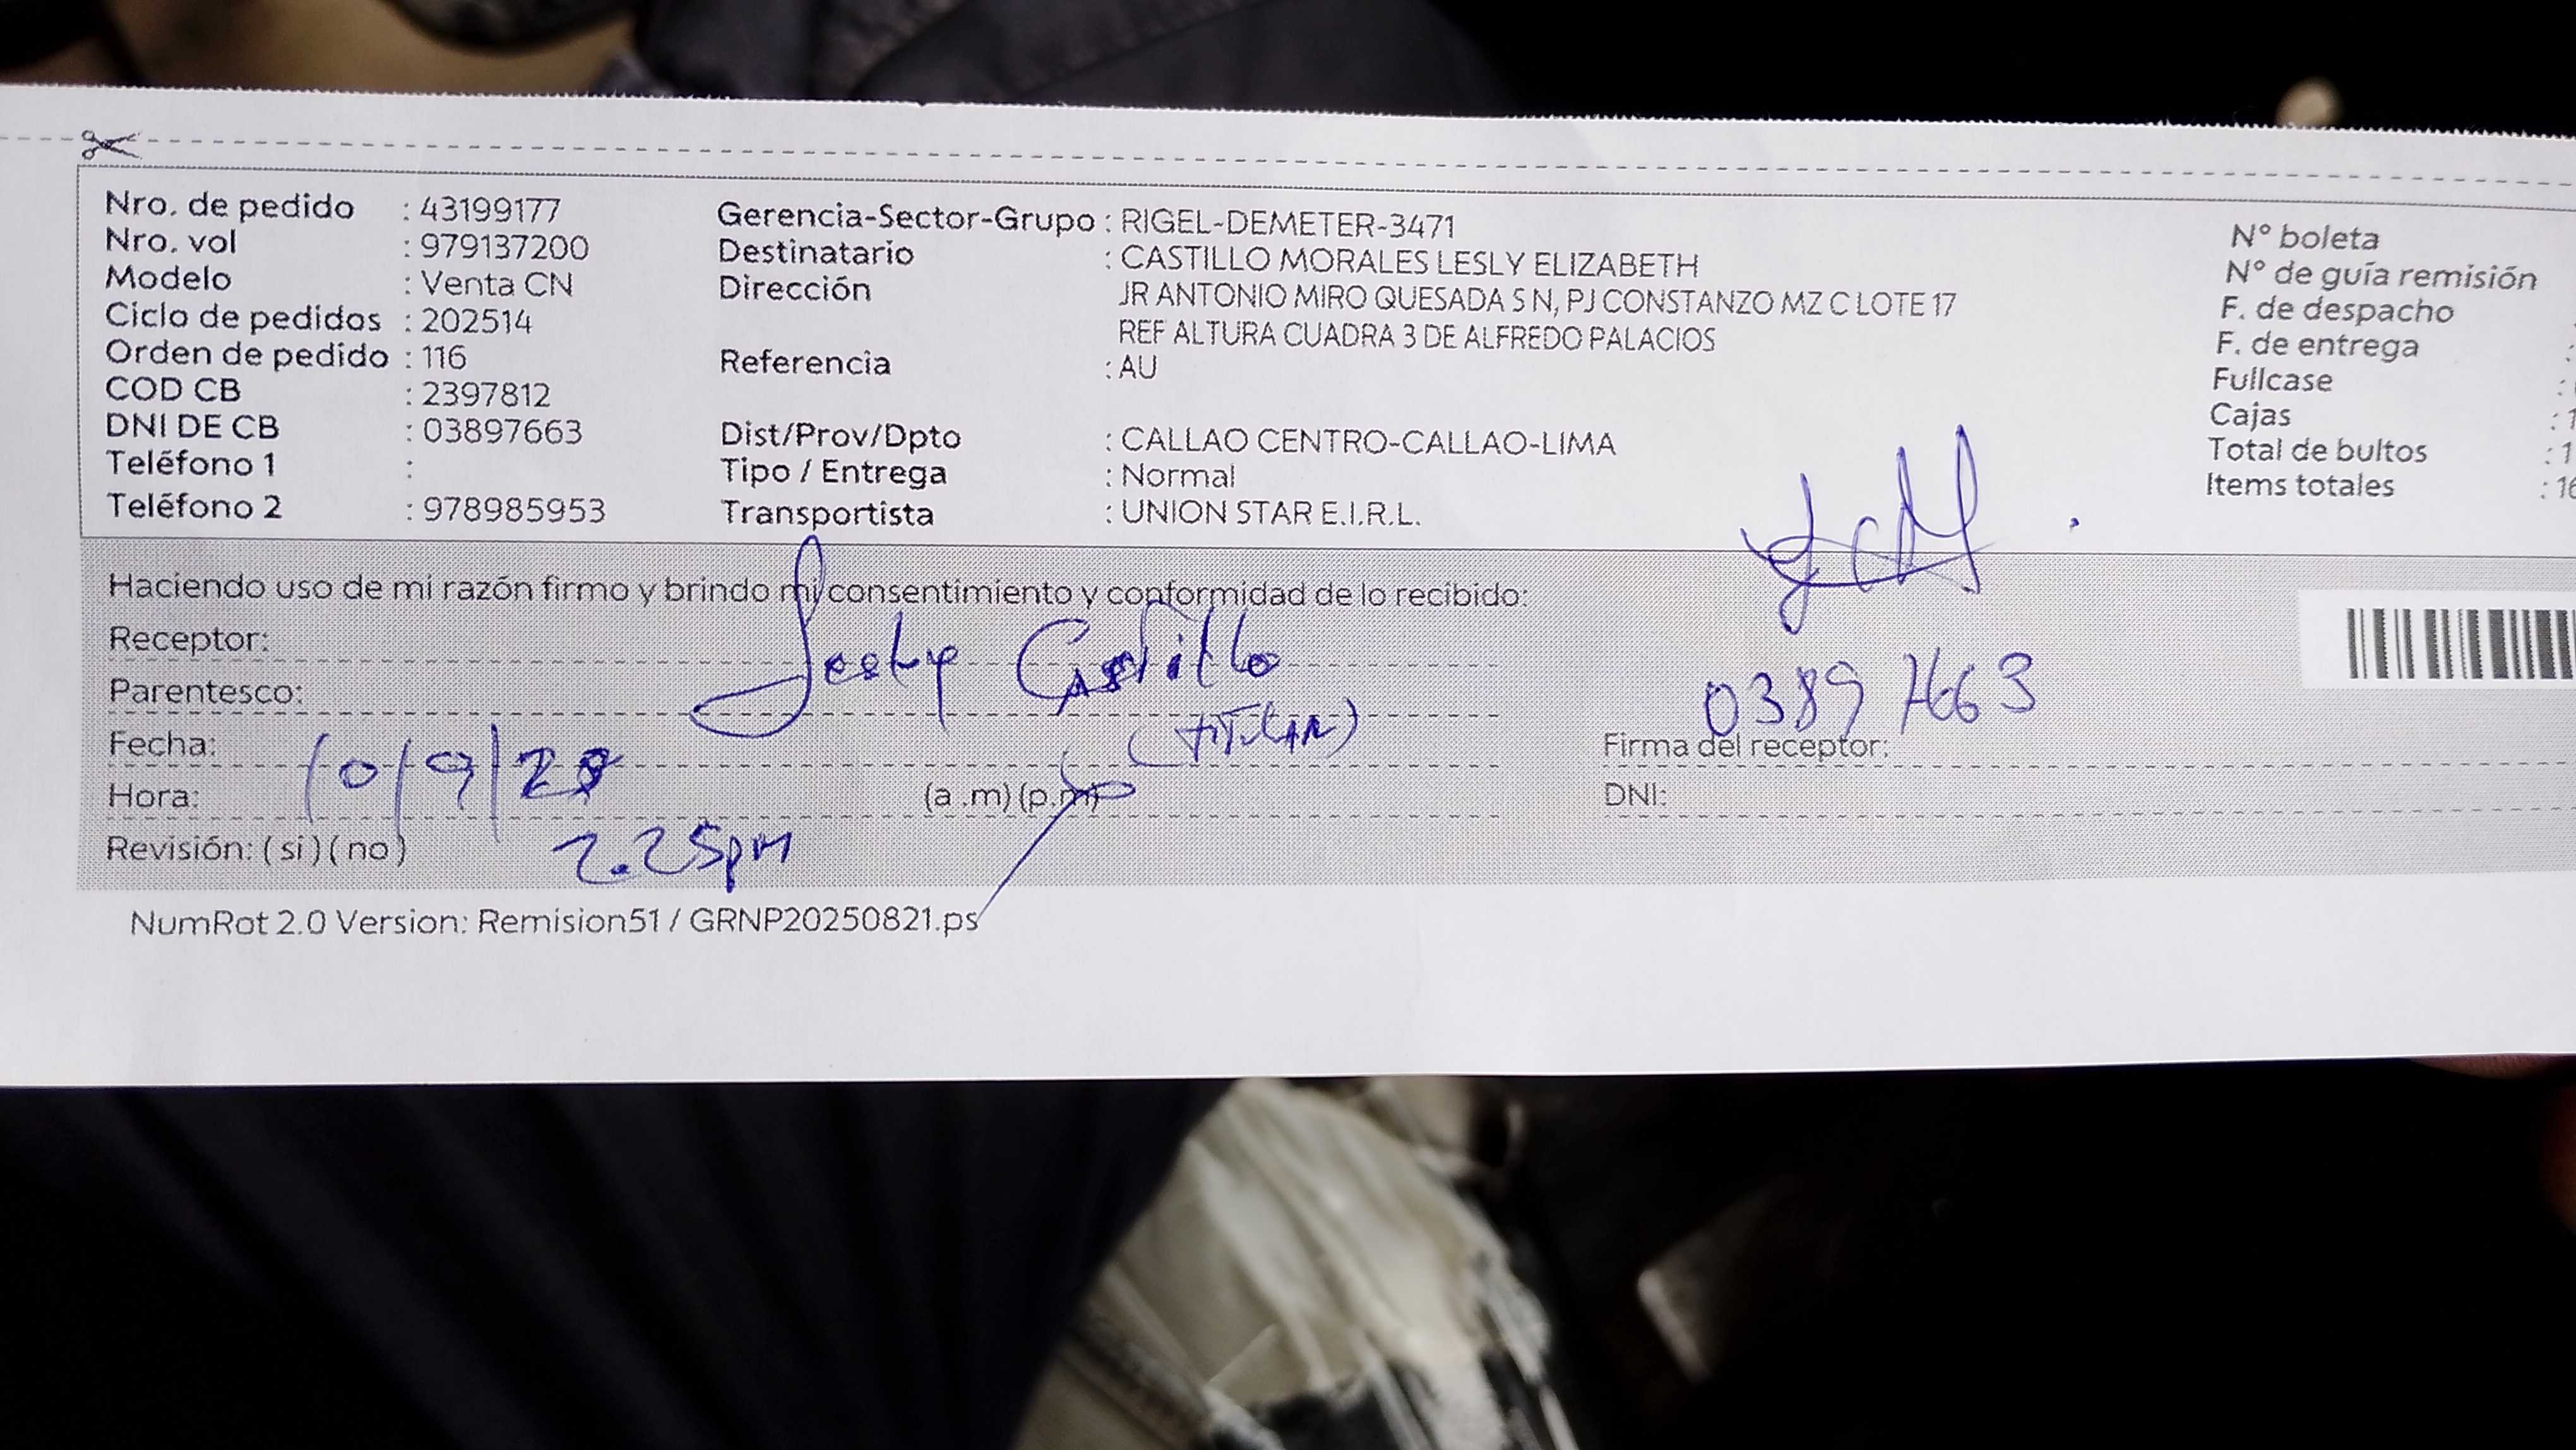 Nro. de pedido : 43199177
Nro. vol : 979137200
Modelo : Venta CN
Ciclo de pedidos : 202514
Orden de pedido : 116
COD CB : 2397812
DNI DE CB : 03897663
Teléfono 1 :
Teléfono 2 : 978985953
Gerencia-Sector-Grupo : RIGEL-DEMETER-3471
Destinatario : CASTILLO MORALES LESLY ELIZABETH
Dirección JR ANTONIO MIRO QUESADA S N, PJ CONSTANZO MZ C LOTE 17
REF ALTURA CUADRA 3 DE ALFREDO PALACIOS
Referencia : AU
Dist/Prov/Dpto : CALLAO CENTRO-CALLAO-LIMA
Tipo / Entrega : Normal
Transportista : UNION STAR E.I.R.L.
Nº boleta
Nº de guía remisión
F. de despacho
F. de entrega :
Fullcase :
Cajas : 1
Total de bultos : 1
Items totales : 16
Haciendo uso de mi razón firmo y brindo mi consentimiento y conformidad de lo recibido:
Receptor: Lesly Castillo
Parentesco: (titular)
Fecha: 10/9/
Hora: (a .m) (p.m)
2.25pm
Revisión: ( si ) ( no )
03897663
Firma del receptor:
DNI:
NumRot 2.0 Version: Remision51 / GRNP20250821.ps